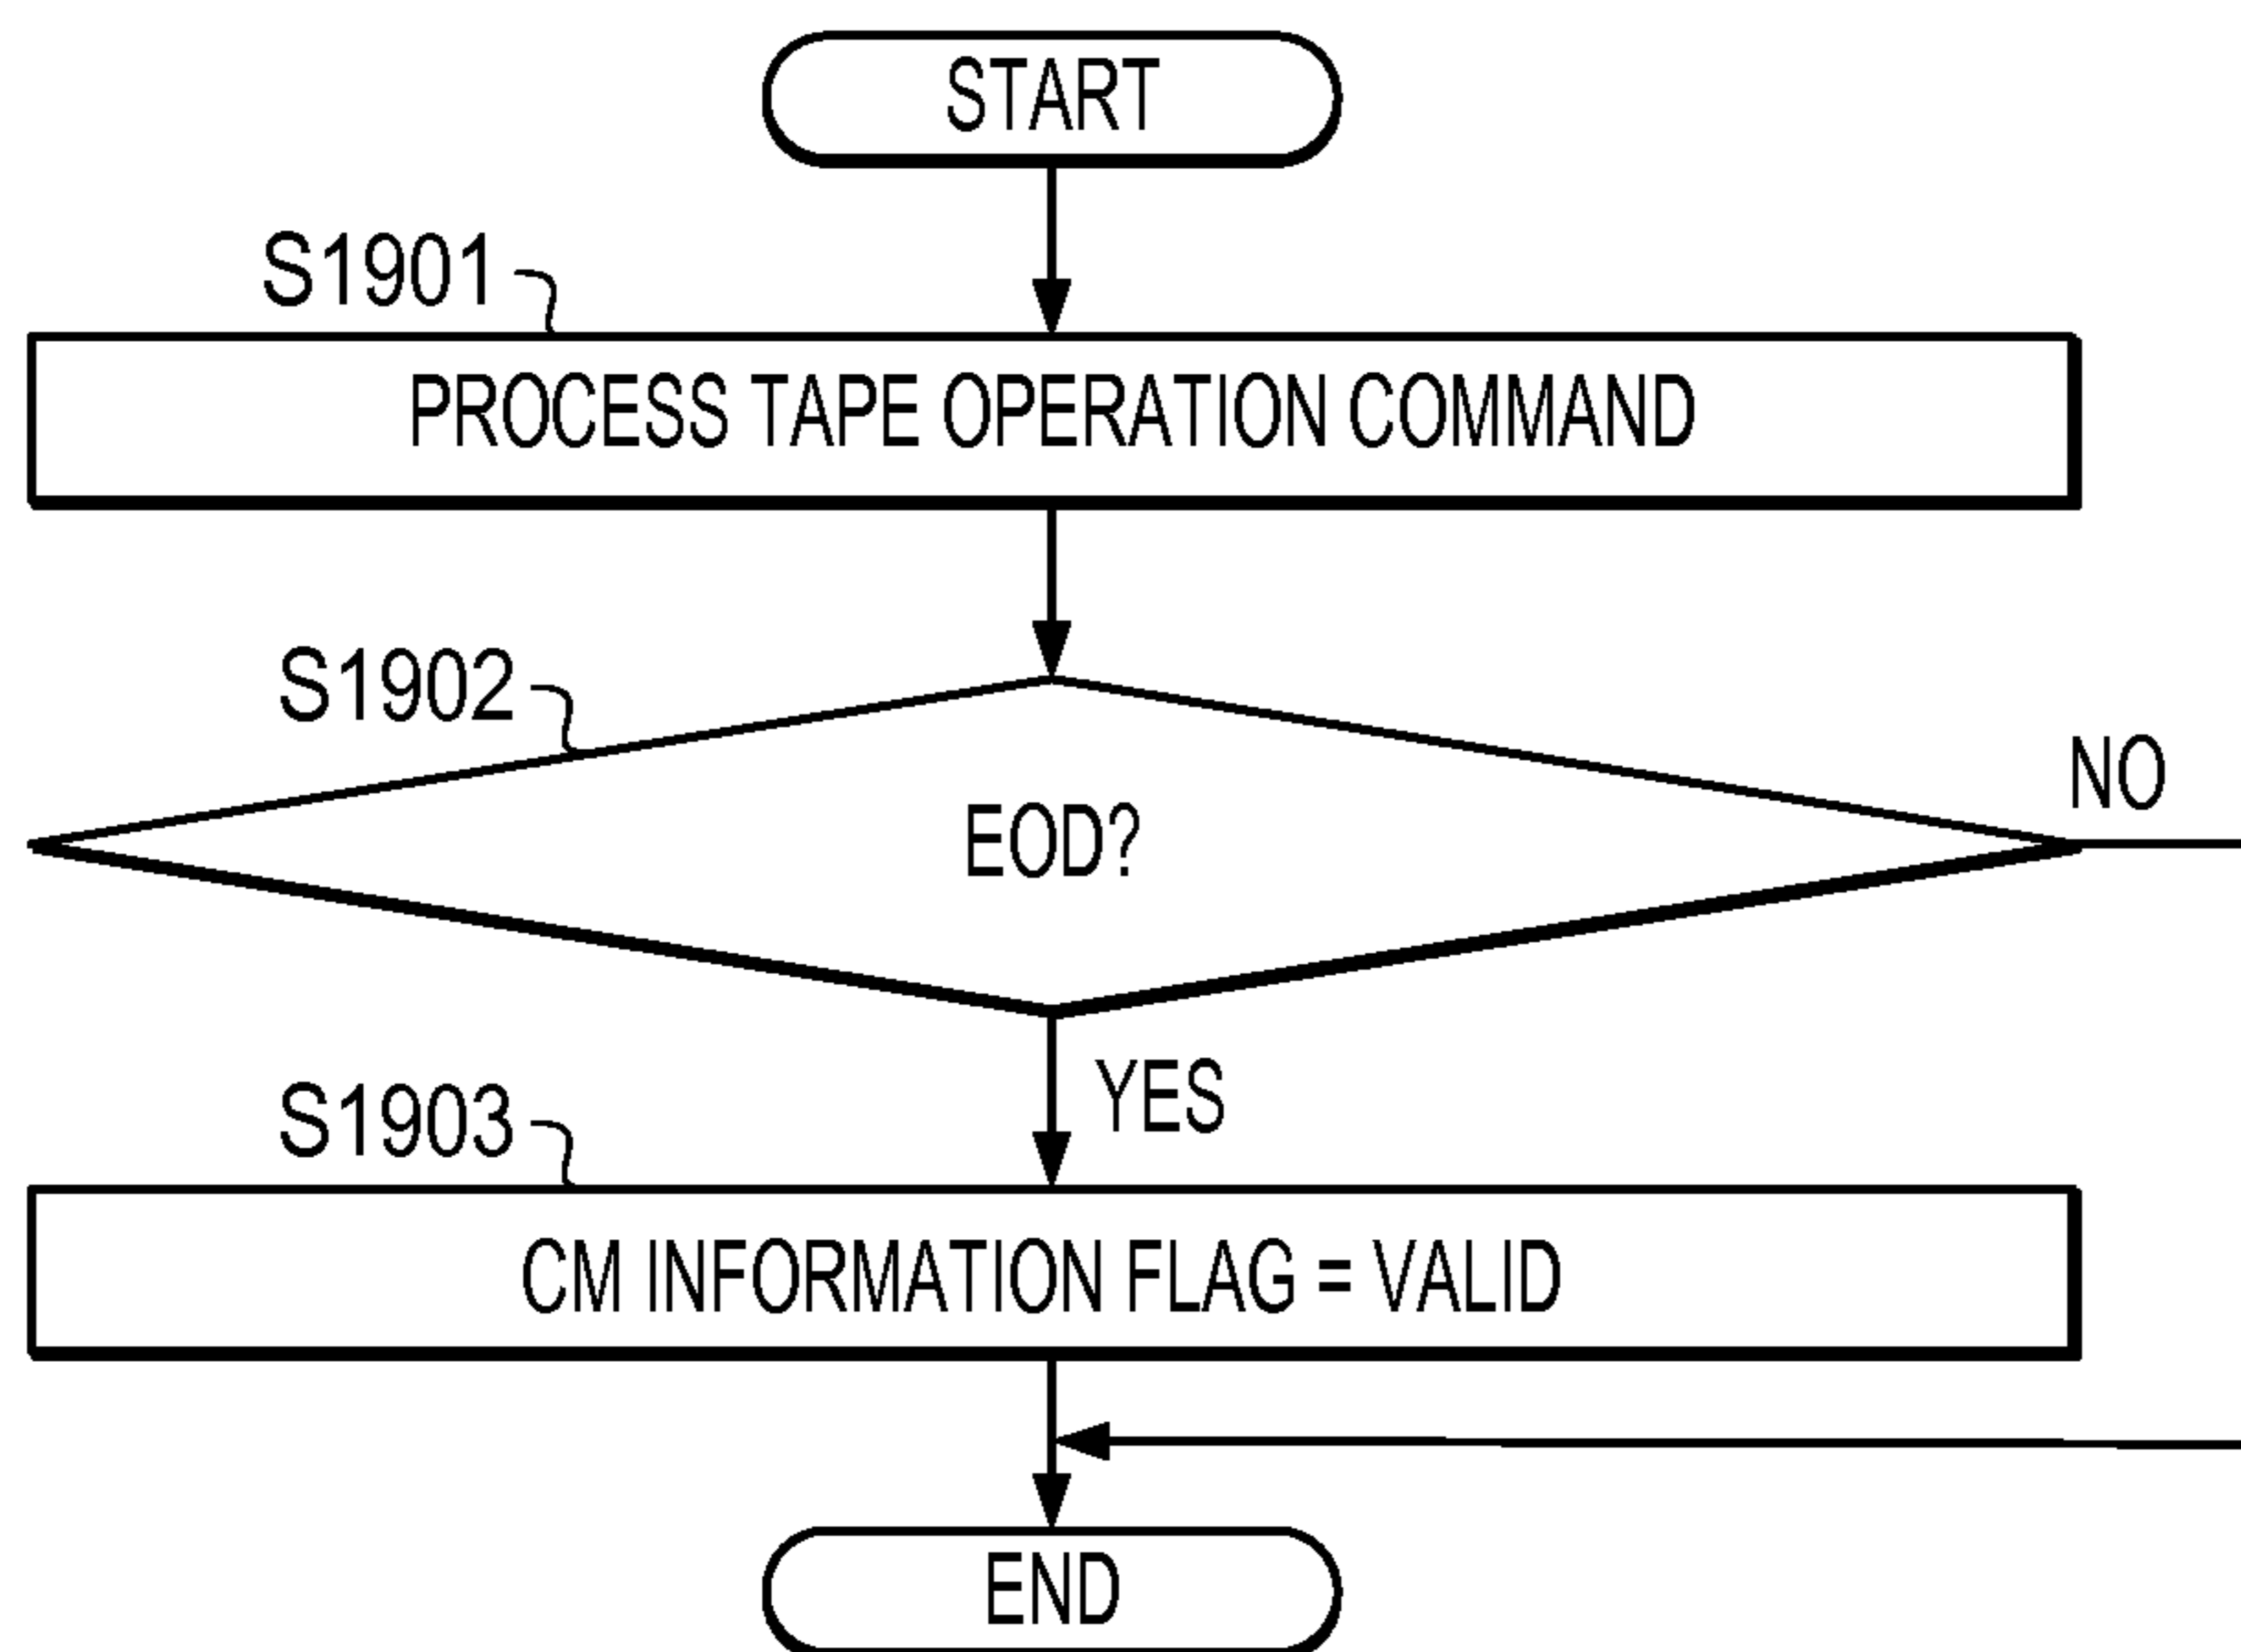 START
S1901
PROCESS TAPE OPERATION COMMAND
S1902
NO
EOD?
YES
S1903
CM INFORMATION FLAG = VALID
END